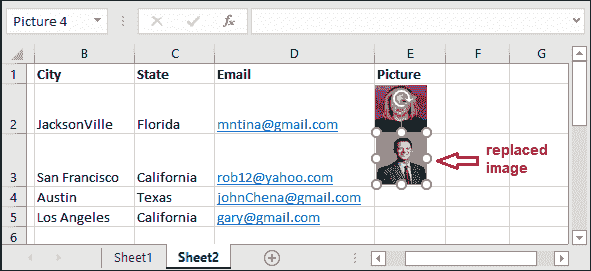 Picture 4 fx
B C D E F G
1 City State Email Picture
2 JacksonVille Florida mntina@gmail.com
replaced
image
3 San Francisco California rob12@yahoo.com
4 Austin Texas johnChena@gmail.com
5 Los Angeles California gary@gmail.com
6
Sheet1 Sheet2